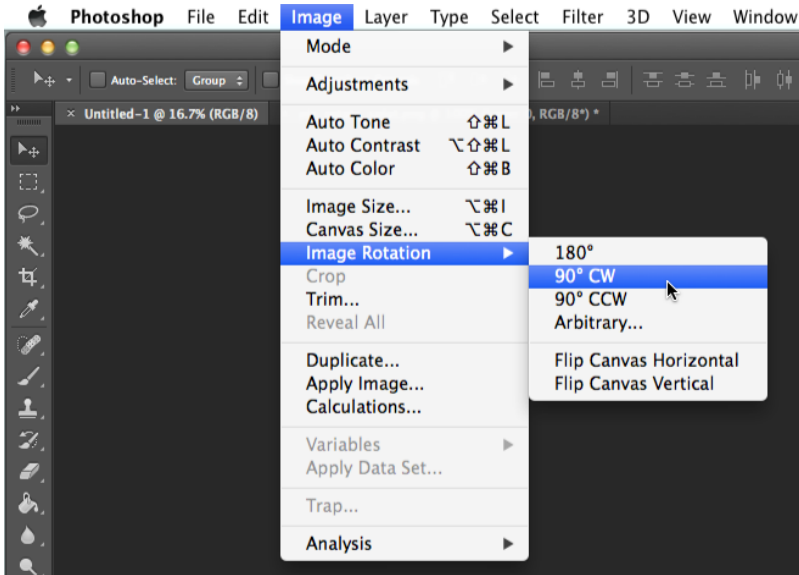 Photoshop File Edit Image Layer Type Select Filter 3D View Window
Auto-Select: Group
× Untitled-1 @ 16.7% (RGB/8)
, RGB/8*) *
Mode
Adjustments
Auto Tone ⇧⌘L
Auto Contrast ⌥⇧⌘L
Auto Color ⇧⌘B
Image Size... ⌥⌘I
Canvas Size... ⌥⌘C
Image Rotation
Crop
Trim...
Reveal All
Duplicate...
Apply Image...
Calculations...
Variables
Apply Data Set...
Trap...
Analysis
180°
90° CW
90° CCW
Arbitrary...
Flip Canvas Horizontal
Flip Canvas Vertical